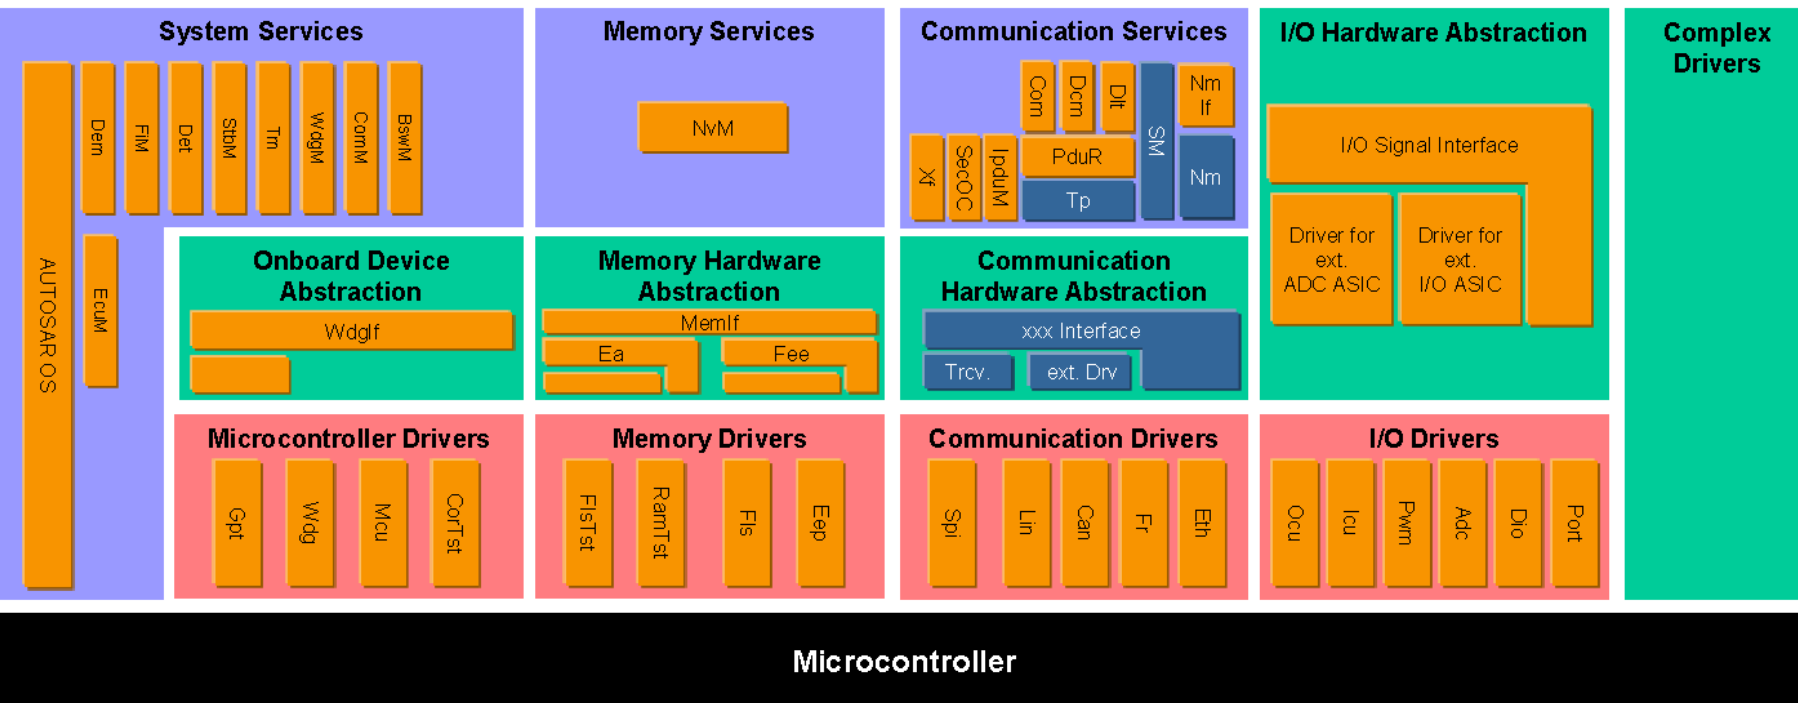 System Services
AUTOSAR OS
Dem
FiM
Det
StbM
Tm
WdgM
ComM
BswM
EcuM
Memory Services
NvM
Communication Services
Xf
SecOC
IpduM
Com
Dcm
Dlt
PduR
Tp
SM
Nm
If
Nm
I/O Hardware Abstraction
I/O Signal Interface
Driver for
ext.
ADC ASIC
Driver for
ext.
I/O ASIC
Complex
Drivers
Onboard Device
Abstraction
WdgIf
Memory Hardware
Abstraction
MemIf
Ea
Fee
Communication
Hardware Abstraction
xxx Interface
Trcv.
ext. Drv
Microcontroller Drivers
Gpt
Wdg
Mcu
CorTst
Memory Drivers
FlsTst
RamTst
Fls
Eep
Communication Drivers
Spi
Lin
Can
Fr
Eth
I/O Drivers
Ocu
Icu
Pwm
Adc
Dio
Port
Microcontroller